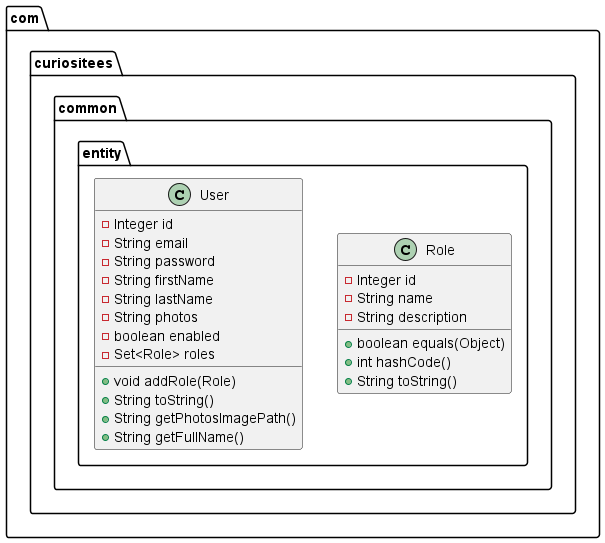 com
curiositees
common
entity
C User
Integer id
String email
String password
String firstName
String lastName
String photos
boolean enabled
Set<Role> roles
void addRole(Role)
String toString()
String getPhotosImagePath()
String getFullName()
C Role
Integer id
String name
String description
boolean equals(Object)
int hashCode()
String toString()